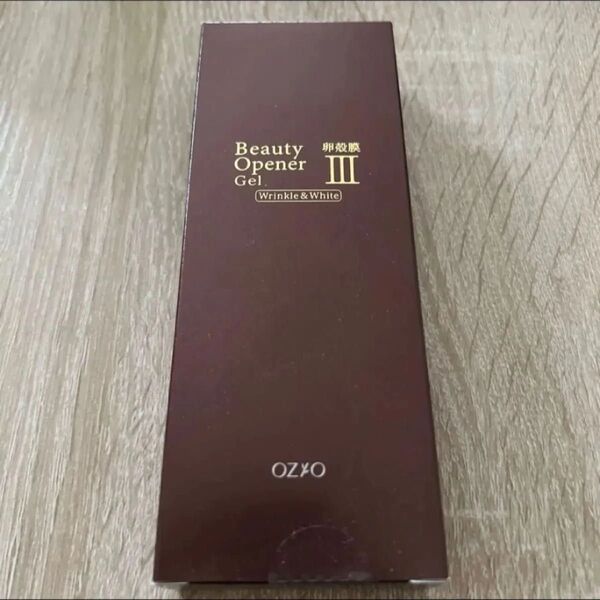 Beauty
Opener
Gel
卵殻膜
III
Wrinkle & White
OZIO